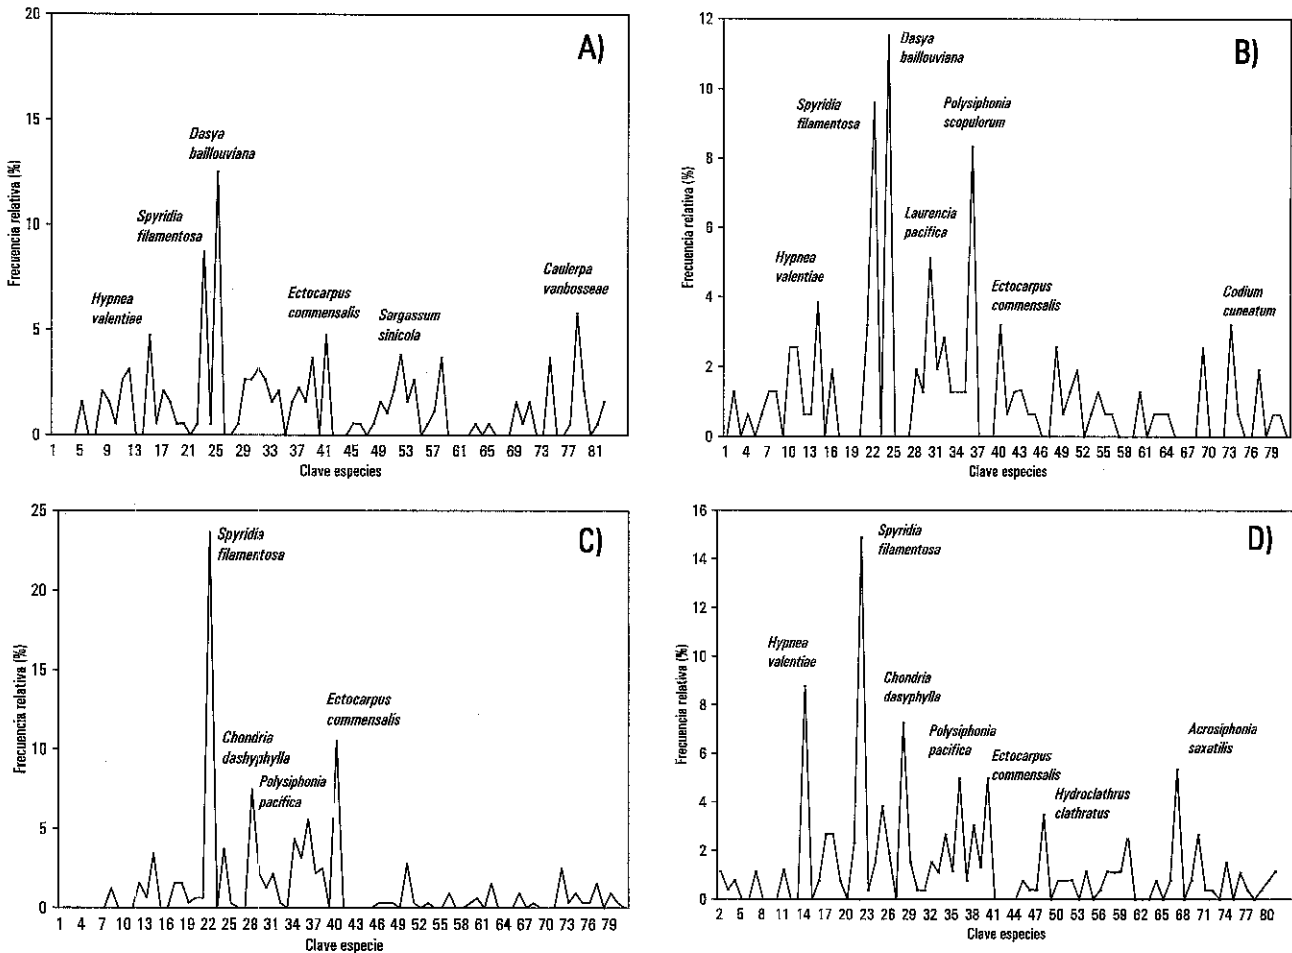 A)
20
15
10
5
0
Frecuencia relativa (%)
Dasya
baillouviana
Spyridia
filamentosa
Hypnea
valentiae
Ectocarpus
commensalis
Sargassum
sinicola
Caulerpa
vanbosseae
1 5 9 13 17 21 25 29 33 37 41 45 49 53 57 61 65 69 73 77 81
Clave especies
B)
12
10
8
6
4
2
0
Frecuencia relativa (%)
Dasya
baillouviana
Spyridia
filamentosa
Polysiphonia
scopulorum
Laurencia
pacifica
Hypnea
valentiae
Ectocarpus
commensalis
Codium
cuneatum
1 4 7 10 13 16 19 22 25 28 31 34 37 40 43 46 49 52 55 58 61 64 67 70 73 76 79
Clave especies
C)
25
20
15
10
5
0
Frecuencia relativa (%)
Spyridia
filamentosa
Ectocarpus
commensalis
Chondria
dashyphylla
Polysiphonia
pacifica
1 4 7 10 13 16 19 22 25 28 31 34 37 40 43 46 49 52 55 58 61 64 67 70 73 76 79
Clave especie
D)
16
14
12
10
8
6
4
2
0
Frecuencia relativa (%)
Spyridia
filamentosa
Hypnea
valentiae
Chondria
dasyphylla
Polysiphonia
pacifica
Ectocarpus
commensalis
Hydroclathrus
clathratus
Acrosiphonia
saxatilis
2 5 8 11 14 17 20 23 26 29 32 35 38 41 44 47 50 53 56 59 62 65 68 71 74 77 80
Clave especies